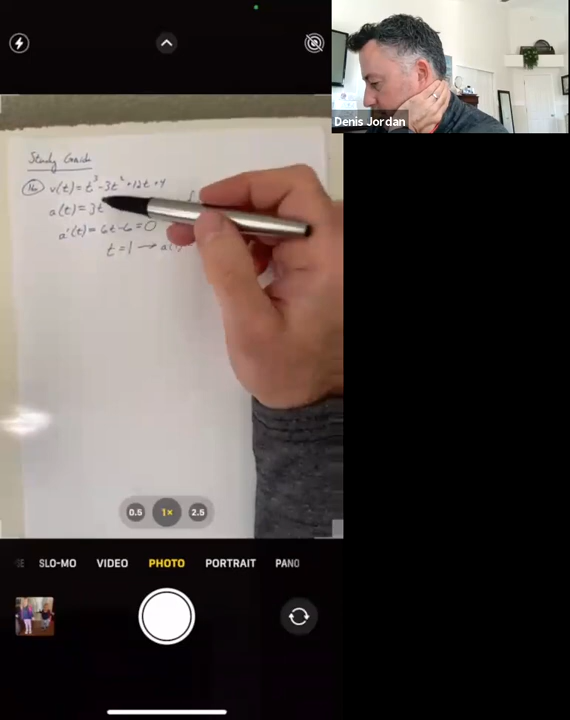 Denis Jordan
Study Guide
v(t) = t³ - 3t² + 12t + 4
a(t) = 3t
a'(t) = 6t - 6 = 0
t = 1 → a(1)
0.5 1× 2.5
SLO-MO VIDEO PHOTO PORTRAIT PANO